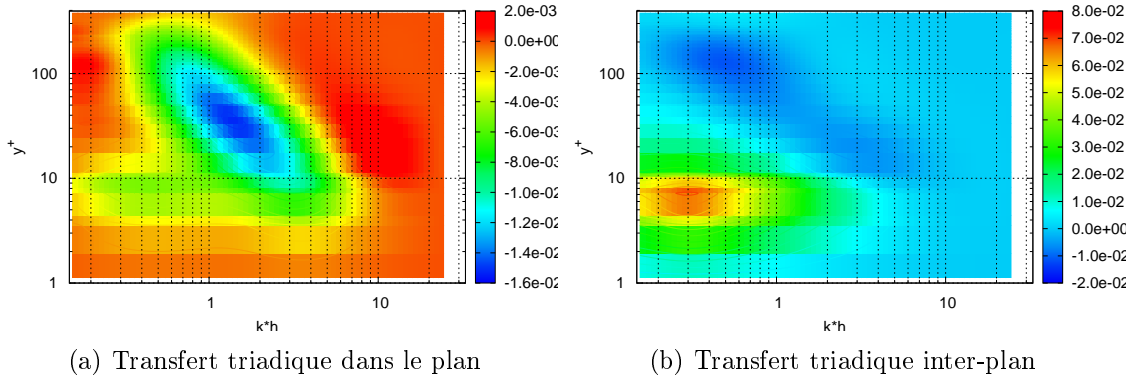 2.0e-03
0.0e+00
-2.0e-03
-4.0e-03
-6.0e-03
-8.0e-03
-1.0e-02
-1.2e-02
-1.4e-02
-1.6e-02
100
10
1
y+
1
10
k*h
(a) Transfert triadique dans le plan
8.0e-02
7.0e-02
6.0e-02
5.0e-02
4.0e-02
3.0e-02
2.0e-02
1.0e-02
0.0e+00
-1.0e-02
-2.0e-02
100
10
1
y+
1
10
k*h
(b) Transfert triadique inter-plan